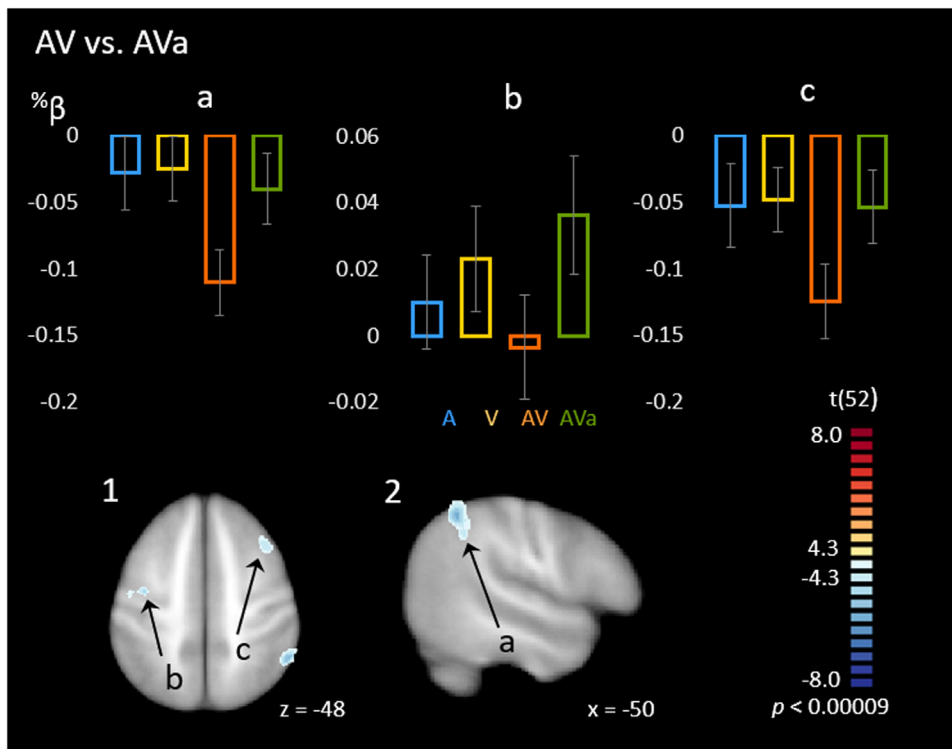 AV vs. AVa
%β
a
0
-0.05
-0.1
-0.15
-0.2
b
0.06
0.04
0.02
0
-0.02
A V AV AVa
c
0
-0.05
-0.1
-0.15
-0.2
t(52)
8.0
4.3
-4.3
-8.0
p < 0.00009
1
b
c
z = -48
2
a
x = -50